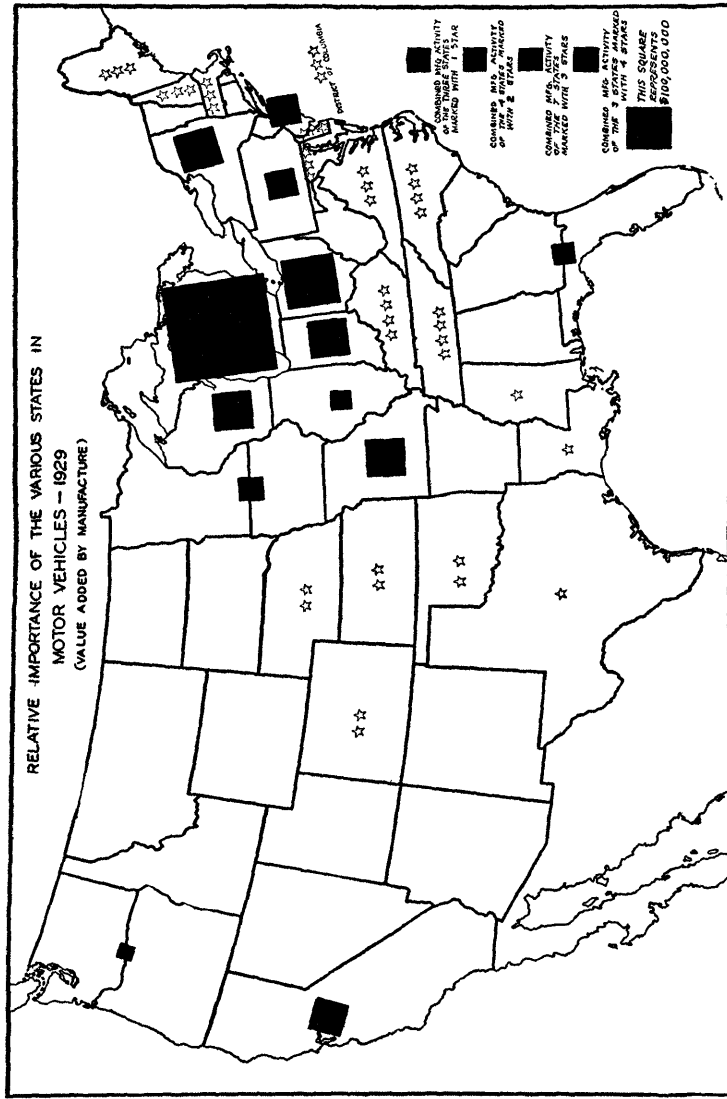 RELATIVE IMPORTANCE OF THE VARIOUS STATES IN
MOTOR VEHICLES – 1929
(VALUE ADDED BY MANUFACTURE)
DISTRICT OF COLUMBIA
COMBINED MFG ACTIVITY
OF THE THREE STATES
MARKED WITH 1 STAR
COMBINED MFG. ACTIVITY
OF THE 4 STATES MARKED
WITH 2 STARS
COMBINED MFG. ACTIVITY
OF THE 7 STATES
MARKED WITH 3 STARS
COMBINED MFG. ACTIVITY
OF THE 3 STATES MARKED
WITH 4 STARS
THIS SQUARE
REPRESENTS
$100,000,000